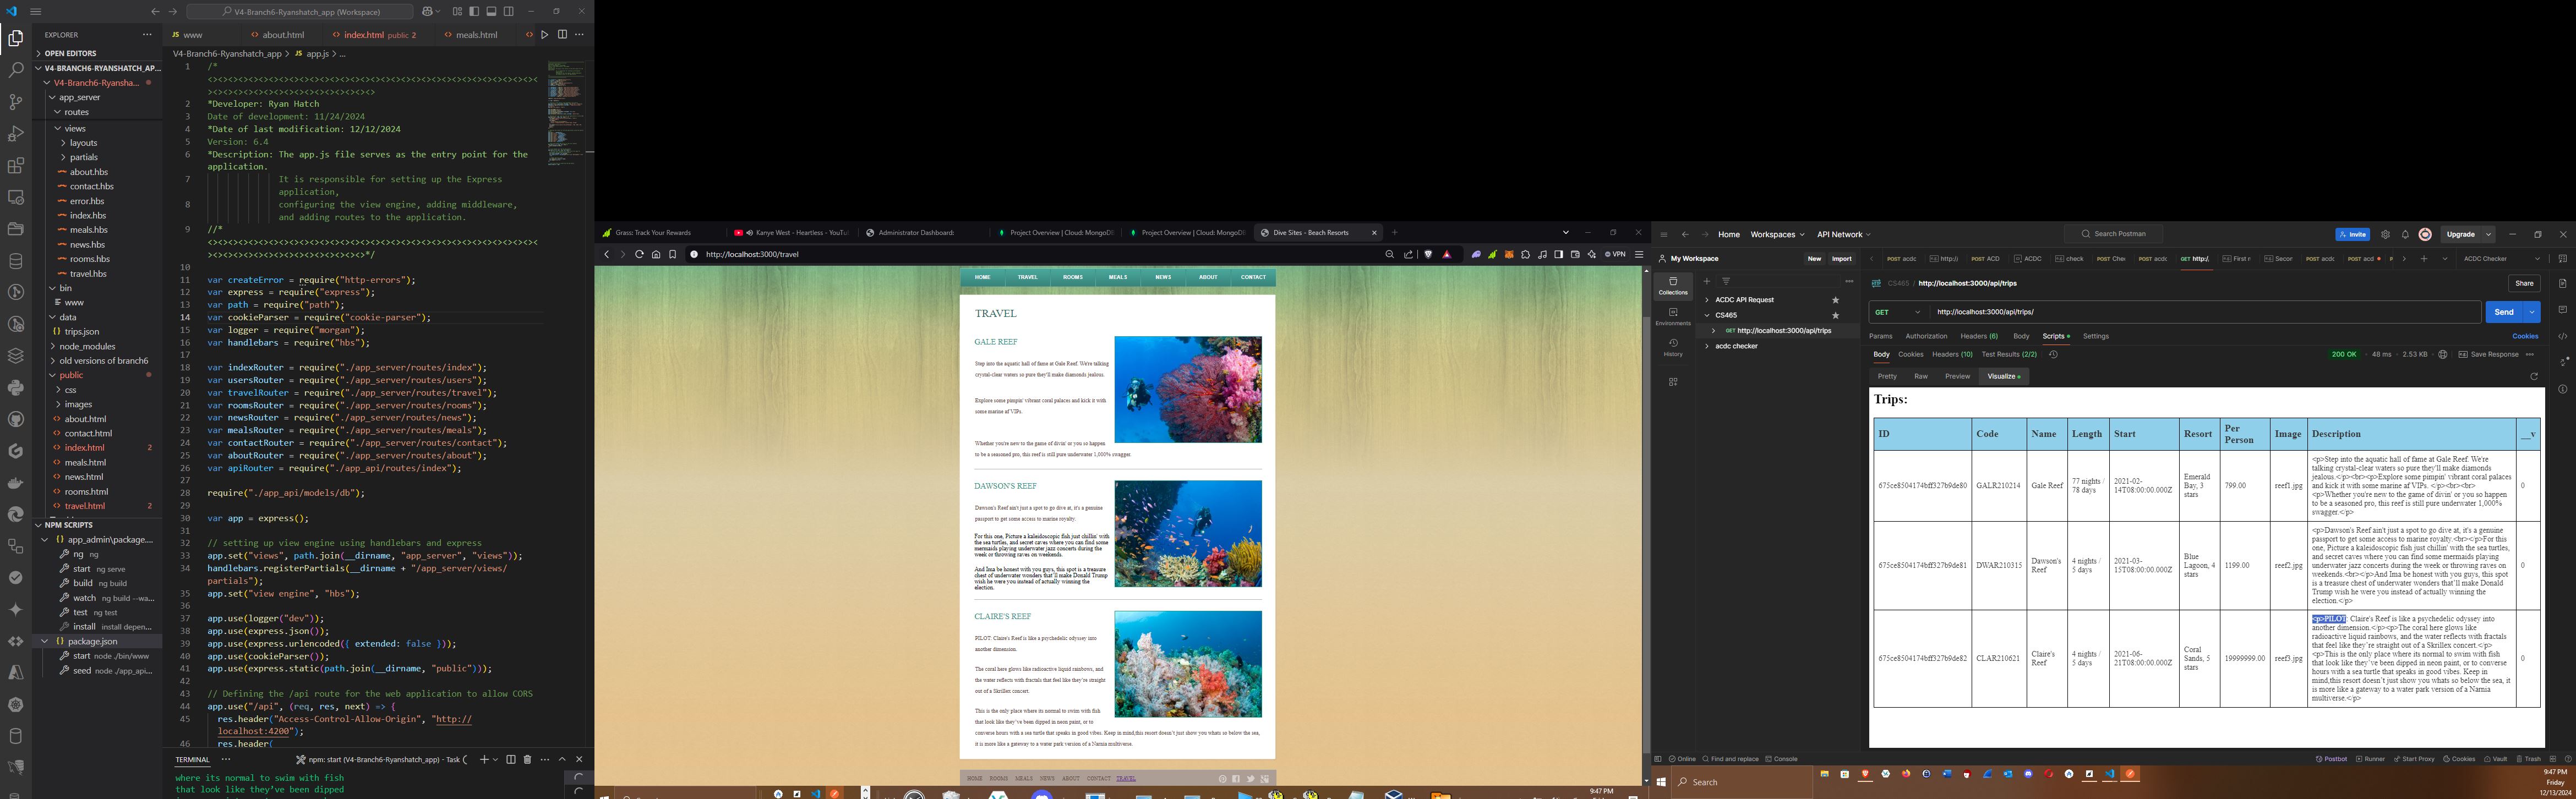 V4-Branch6-Ryanshatch_app (Workspace)
EXPLORER
OPEN EDITORS
V4-BRANCH6-RYANSHATCH_AP...
V4-Branch6-Ryansha...
app_server
routes
views
layouts
partials
about.hbs
contact.hbs
error.hbs
index.hbs
meals.hbs
news.hbs
rooms.hbs
travel.hbs
bin
www
data
trips.json
node_modules
old versions of branch6
public
css
images
about.html
contact.html
index.html 2
meals.html
news.html
rooms.html
travel.html 2
NPM SCRIPTS
app_admin\package....
ng ng
start ng serve
build ng build
watch ng build --wa...
test ng test
install install depen...
package.json
start node ./bin/www
seed node ./app_api...
www
about.html
index.html public 2
meals.html
V4-Branch6-Ryanshatch_app > app.js > ...
1 /*
<><><><><><><><><><><><><><><><><><><><><><><><><><><><><><>
<><><><><><><><><><><><><><><>
2 *Developer: Ryan Hatch
3 Date of development: 11/24/2024
4 *Date of last modification: 12/12/2024
5 Version: 6.4
6 *Description: The app.js file serves as the entry point for the
application.
7 It is responsible for setting up the Express
application,
8 configuring the view engine, adding middleware,
and adding routes to the application.
9 //*
<><><><><><><><><><><><><><><><><><><><><><><><><><><><><><>
<><><><><><><><><><><><><><>*/
10
11 var createError = require("http-errors");
12 var express = require("express");
13 var path = require("path");
14 var cookieParser = require("cookie-parser");
15 var logger = require("morgan");
16 var handlebars = require("hbs");
17
18 var indexRouter = require("./app_server/routes/index");
19 var usersRouter = require("./app_server/routes/users");
20 var travelRouter = require("./app_server/routes/travel");
21 var roomsRouter = require("./app_server/routes/rooms");
22 var newsRouter = require("./app_server/routes/news");
23 var mealsRouter = require("./app_server/routes/meals");
24 var contactRouter = require("./app_server/routes/contact");
25 var aboutRouter = require("./app_server/routes/about");
26 var apiRouter = require("./app_api/routes/index");
27
28 require("./app_api/models/db");
29
30 var app = express();
31
32 // setting up view engine using handlebars and express
33 app.set("views", path.join(__dirname, "app_server", "views"));
34 handlebars.registerPartials(__dirname + "/app_server/views/
partials");
35 app.set("view engine", "hbs");
36
37 app.use(logger("dev"));
38 app.use(express.json());
39 app.use(express.urlencoded({ extended: false }));
40 app.use(cookieParser());
41 app.use(express.static(path.join(__dirname, "public")));
42
43 // Defining the /api route for the web application to allow CORS
44 app.use("/api", (req, res, next) => {
45 res.header("Access-Control-Allow-Origin", "http://
localhost:4200");
46 res.header(
TERMINAL
npm: start (V4-Branch6-Ryanshatch_app) - Task
where its normal to swim with fish
that look like they've been dipped
Grass: Track Your Rewards
Kanye West - Heartless - YouTu
Administrator Dashboard:
Project Overview | Cloud: MongoDB
Project Overview | Cloud: MongoDB
Dive Sites - Beach Resorts
http://localhost:3000/travel
VPN
HOME TRAVEL ROOMS MEALS NEWS ABOUT CONTACT
TRAVEL
GALE REEF
Step into the aquatic hall of fame at Gale Reef. We're talking
crystal-clear waters so pure they'll make diamonds jealous.
Explore some pimpin' vibrant coral palaces and kick it with
some marine af VIPs.
Whether you're new to the game of divin' or you so happen
to be a seasoned pro, this reef is still pure underwater 1,000% swagger.
DAWSON'S REEF
Dawson's Reef ain't just a spot to go dive at, it's a genuine
passport to get some access to marine royalty.
For this one, Picture a kaleidoscopic fish just chillin' with
the sea turtles, and secret caves where you can find some
mermaids playing underwater jazz concerts during the
week or throwing raves on weekends.
And Ima be honest with you guys, this spot is a treasure
chest of underwater wonders that'll make Donald Trump
wish he were you instead of actually winning the
election.
CLAIRE'S REEF
PILOT: Claire's Reef is like a psychedelic odyssey into
another dimension.
The coral here glows like radioactive liquid rainbows, and
the water reflects with fractals that feel like they're straight
out of a Skrillex concert.
This is the only place where its normal to swim with fish
that look like they've been dipped in neon paint, or to
converse hours with a sea turtle that speaks in good vibes. Keep in mind,this resort doesn't just show you whats so below the sea,
it is more like a gateway to a water park version of a Narnia multiverse.
HOME ROOMS MEALS NEWS ABOUT CONTACT TRAVEL
9:47 PM
Home Workspaces API Network
Search Postman
Invite
Upgrade
My Workspace
New Import
Collections
Environments
History
ACDC API Request
CS465
GET http://localhost:3000/api/trips
acdc checker
ACDC Checker
CS465 / http://localhost:3000/api/trips
Share
GET http://localhost:3000/api/trips/
Send
Params Authorization Headers (6) Body Scripts Settings
Cookies
Body Cookies Headers (10) Test Results (2/2)
200 OK 48 ms 2.53 KB Save Response
Pretty Raw Preview Visualize
Trips:
ID Code Name Length Start Resort Per Person Image Description __v
675ce8504174bff327b9de80 GALR210214 Gale Reef 77 nights / 78 days 2021-02-14T08:00:00.000Z Emerald Bay, 3 stars 799.00 reef1.jpg <p>Step into the aquatic hall of fame at Gale Reef. We're talking crystal-clear waters so pure they'll make diamonds jealous.</p><br><p>Explore some pimpin' vibrant coral palaces and kick it with some marine af VIPs. </p><br><br><p>Whether you're new to the game of divin' or you so happen to be a seasoned pro, this reef is still pure underwater 1,000% swagger.</p> 0
675ce8504174bff327b9de81 DWAR210315 Dawson's Reef 4 nights / 5 days 2021-03-15T08:00:00.000Z Blue Lagoon, 4 stars 1199.00 reef2.jpg <p>Dawson's Reef ain't just a spot to go dive at, it's a genuine passport to get some access to marine royalty.<br></p>For this one, Picture a kaleidoscopic fish just chillin' with the sea turtles, and secret caves where you can find some mermaids playing underwater jazz concerts during the week or throwing raves on weekends.<br></p>And Ima be honest with you guys, this spot is a treasure chest of underwater wonders that'll make Donald Trump wish he were you instead of actually winning the election.</p> 0
675ce8504174bff327b9de82 CLAR210621 Claire's Reef 4 nights / 5 days 2021-06-21T08:00:00.000Z Coral Sands, 5 stars 19999999.00 reef3.jpg <p>PILOT: Claire's Reef is like a psychedelic odyssey into another dimension.</p><p>The coral here glows like radioactive liquid rainbows, and the water reflects with fractals that feel like they're straight out of a Skrillex concert.</p><p>This is the only place where its normal to swim with fish that look like they've been dipped in neon paint, or to converse hours with a sea turtle that speaks in good vibes. Keep in mind,this resort doesn't just show you whats so below the sea, it is more like a gateway to a water park version of a Narnia multiverse.</p> 0
Online Find and replace Console
Postbot Runner Start Proxy Cookies Vault Trash
Search
9:47 PM
Friday
12/13/2024